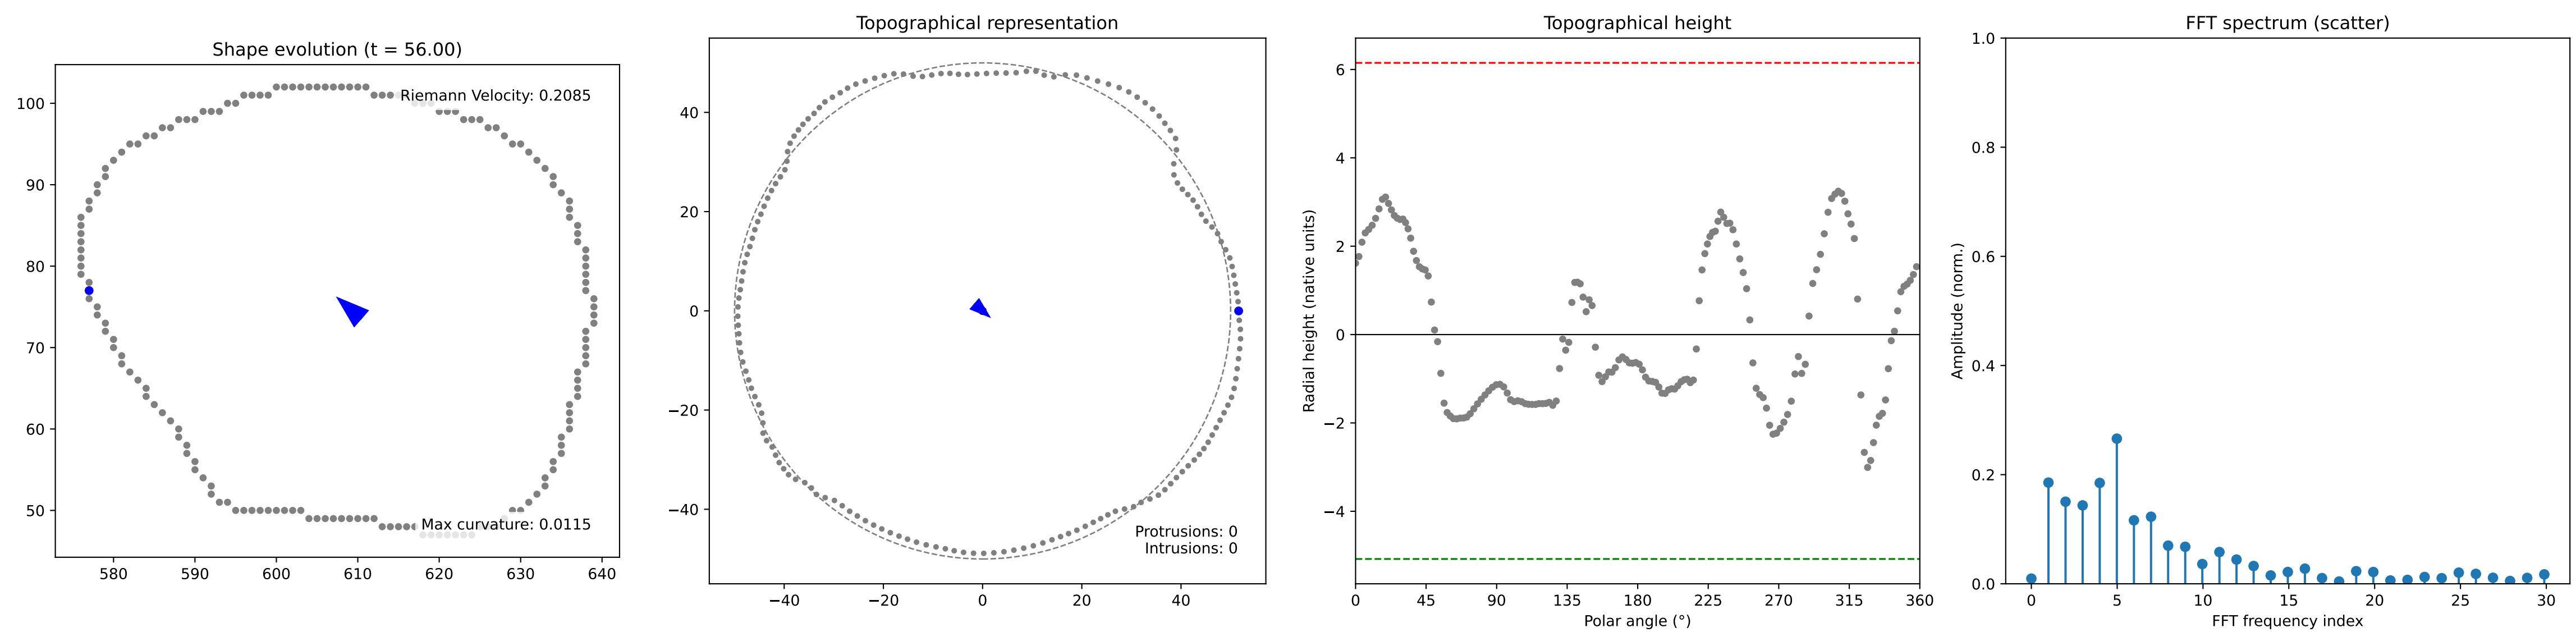 Shape evolution (t = 56.00)
Riemann Velocity: 0.2085
Max curvature: 0.0115
100
90
80
70
60
50
580 590 600 610 620 630 640
Topographical representation
40
20
0
−20
−40
−40 −20 0 20 40
Protrusions: 0
Intrusions: 0
Topographical height
Radial height (native units)
6
4
2
0
−2
−4
0 45 90 135 180 225 270 315 360
Polar angle (°)
FFT spectrum (scatter)
Amplitude (norm.)
1.0
0.8
0.6
0.4
0.2
0.0
0 5 10 15 20 25 30
FFT frequency index